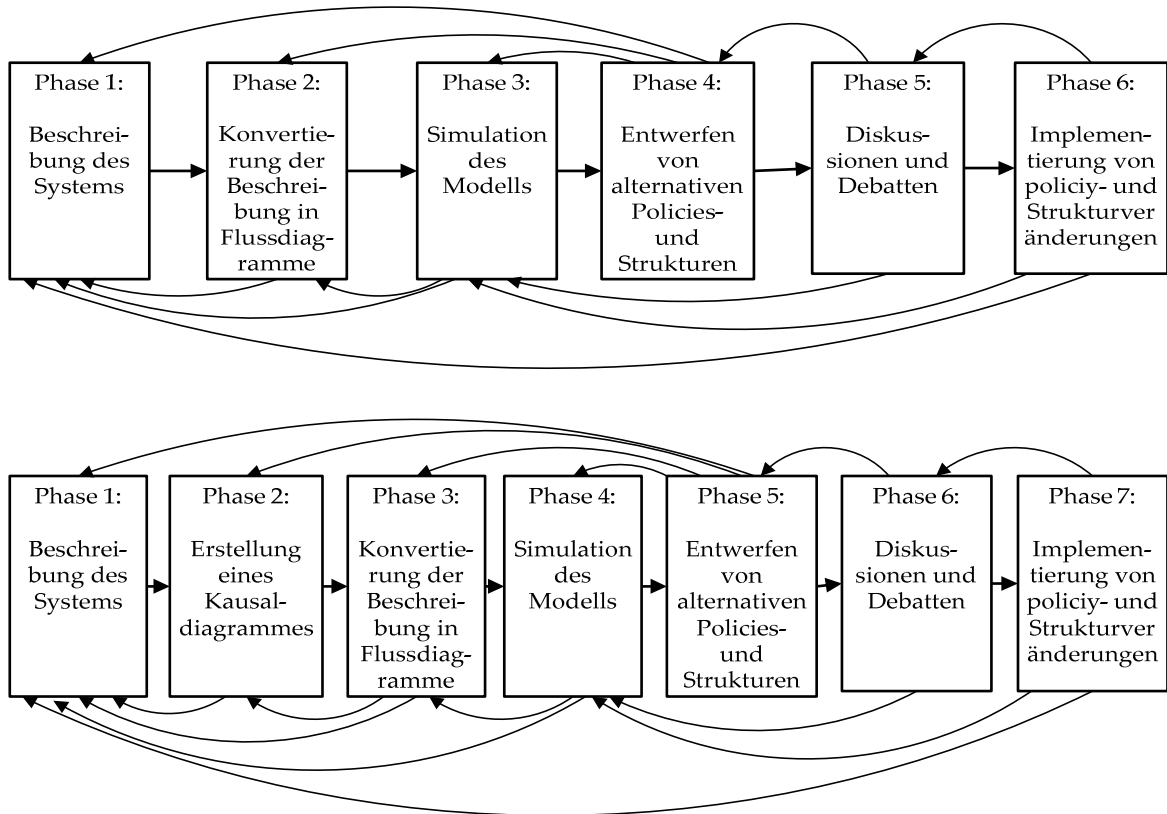 Phase 1:
Beschrei-
bung des
Systems
Phase 2:
Konvertie-
rung der
Beschrei-
bung in
Flussdiag-
ramme
Phase 3:
Simulation
des
Modells
Phase 4:
Entwerfen
von
alternativen
Policies-
und
Strukturen
Phase 5:
Diskus-
sionen und
Debatten
Phase 6:
Implemen-
tierung von
policiy- und
Strukturver
änderungen
Phase 1:
Beschrei-
bung des
Systems
Phase 2:
Erstellung
eines
Kausal-
diagrammes
Phase 3:
Konvertie-
rung der
Beschrei-
bung in
Flussdiag-
ramme
Phase 4:
Simulation
des
Modells
Phase 5:
Entwerfen
von
alternativen
Policies-
und
Strukturen
Phase 6:
Diskus-
sionen und
Debatten
Phase 7:
Implemen-
tierung von
policiy- und
Strukturver
änderungen